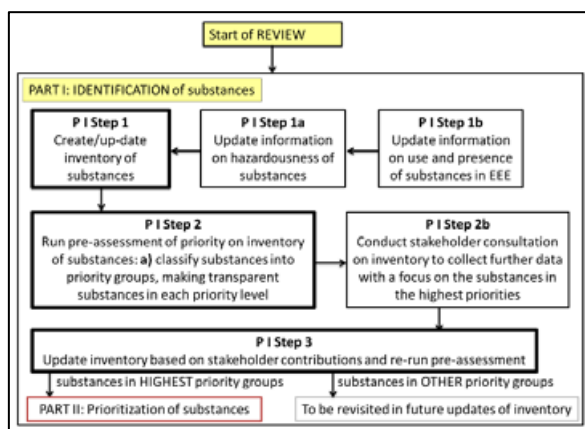 Start of REVIEW
PART I: IDENTIFICATION of substances
P I Step 1
Create/up-date
inventory of
substances
P I Step 1a
Update information
on hazardousness of
substances
P I Step 1b
Update information
on use and presence
of substances in EEE
P I Step 2
Run pre-assessment of priority on inventory
of substances: a) classify substances into
priority groups, making transparent
substances in each priority level
P I Step 2b
Conduct stakeholder consultation
on inventory to collect further data
with a focus on the substances in
the highest priorities
P I Step 3
Update inventory based on stakeholder contributions and re-run pre-assessment
substances in HIGHEST priority groups
substances in OTHER priority groups
PART II: Prioritization of substances
To be revisited in future updates of inventory